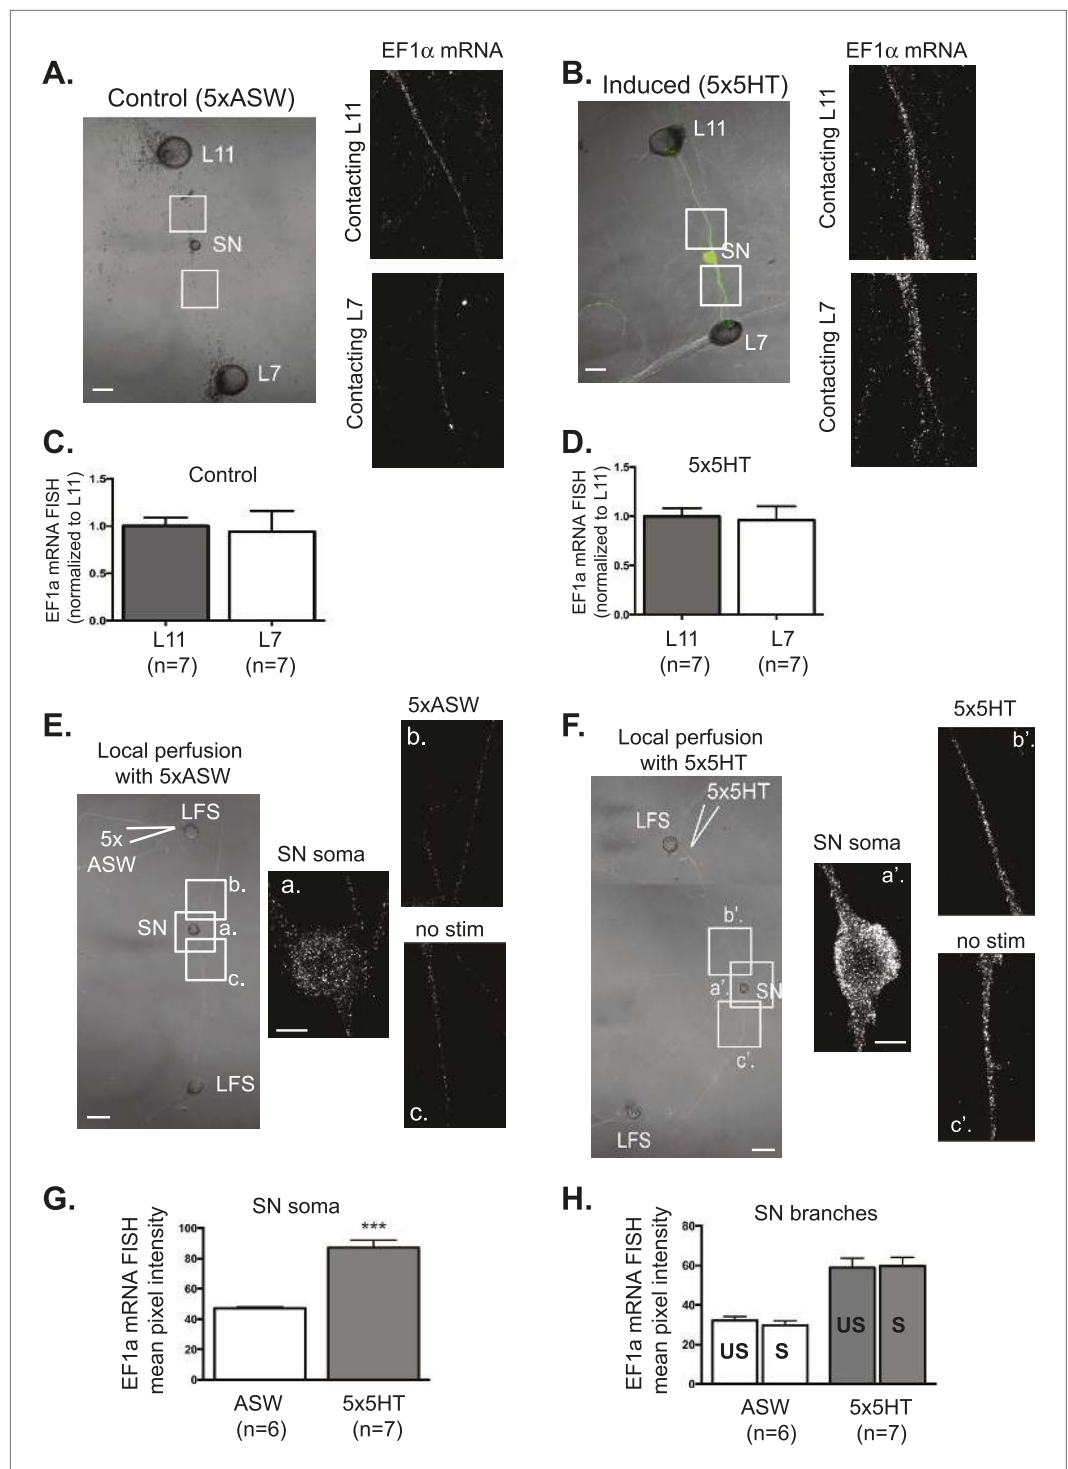 A.
Control (5xASW)
EF1α mRNA
L11
SN
L7
Contacting L11
Contacting L7
B.
Induced (5x5HT)
EF1α mRNA
L11
SN
L7
Contacting L11
Contacting L7
C.
Control
EF1a mRNA FISH
(normalized to L11)
1.5
1.0
0.5
0.0
L11
L7
(n=7)
(n=7)
D.
5x5HT
EF1a mRNA FISH
(normalized to L11)
1.5
1.0
0.5
0.0
L11
L7
(n=7)
(n=7)
E.
Local perfusion
with 5xASW
LFS
5x
ASW
b.
SN
a.
c.
LFS
SN soma
a.
5xASW
b.
no stim
c.
F.
Local perfusion
with 5x5HT
5x5HT
LFS
b'.
a'.
SN
c'.
LFS
SN soma
a'.
5x5HT
b'.
no stim
c'.
G.
SN soma
EF1a mRNA FISH
mean pixel intensity
100
80
60
40
20
0
***
ASW
5x5HT
(n=6)
(n=7)
H.
SN branches
EF1a mRNA FISH
mean pixel intensity
80
60
40
20
0
US
S
US
S
ASW
5x5HT
(n=6)
(n=7)